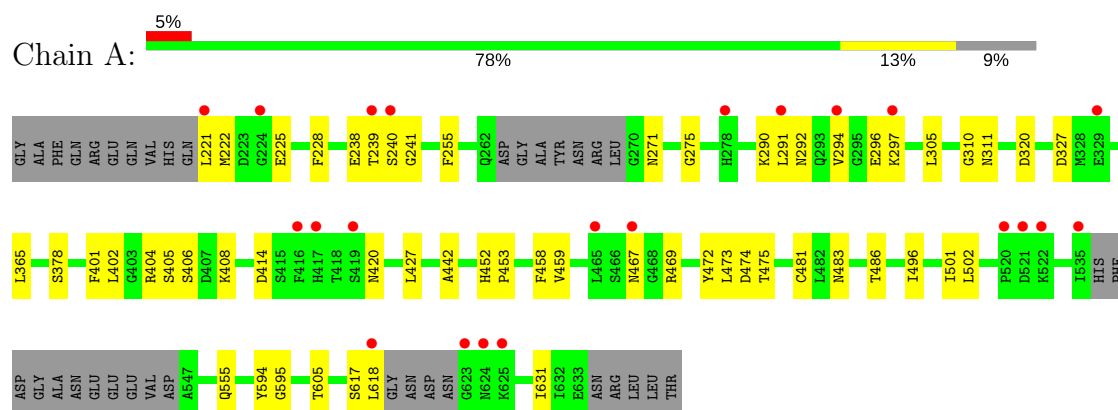 5%
Chain A:
78%
13%
9%
GLY ALA PHE GLN ARG GLU GLN VAL HIS GLN L221 M222 D223 G224 E225 F228 E238 T239 S240 G241 F255 Q262 ASP GLY ALA TYR ASN ARG LEU G270 N271 G275 H278 K290 L291 N292 Q293 V294 G295 E296 K297 L305 G310 N311 D320 D327 M328 E329
L365 S378 F401 L402 G403 R404 S405 S406 D407 K408 D414 S415 F416 H417 T418 S419 N420 L427 A442 H452 P453 F458 V459 L465 S466 N467 G468 R469 Y472 L473 D474 T475 C481 L482 N483 T486 I496 I501 L502 P520 D521 K522 I535 HIS PHE
ASP GLY ALA ASN GLU GLU GLU VAL ASP A547 Q555 Y594 G595 T605 S617 L618 GLY ASN ASP ASN G623 N624 K625 I631 I632 E633 ASN ARG LEU LEU THR